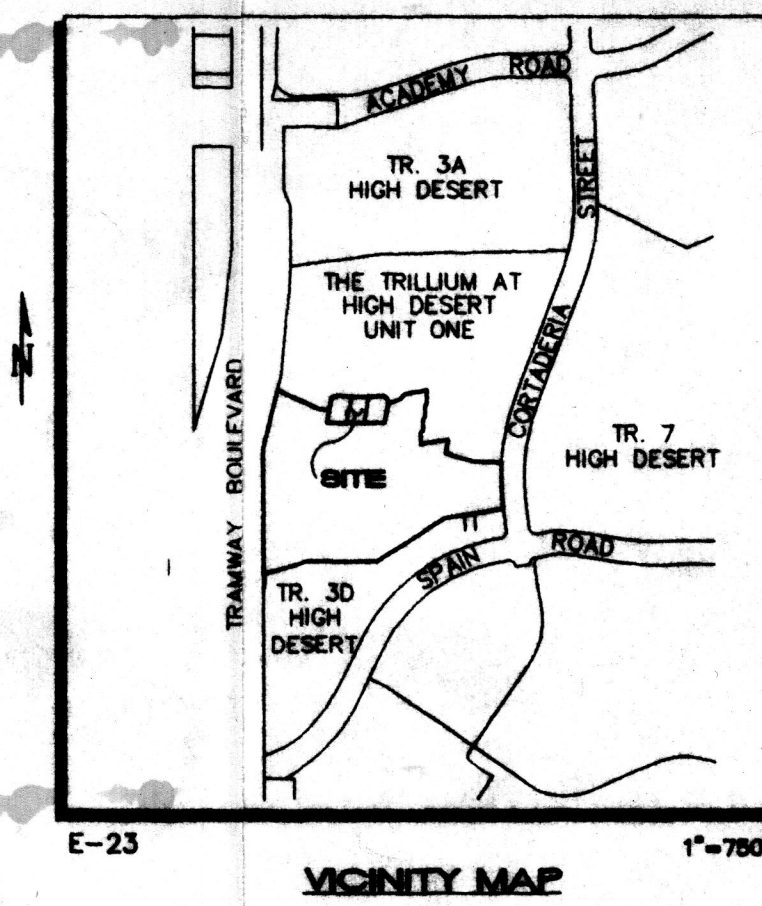 ACADEMY ROAD
TR. 3A
HIGH DESERT
STREET
THE TRILLIUM AT
HIGH DESERT
UNIT ONE
N
CORTADERIA
TRAMWAY BOULEVARD
TR. 7
HIGH DESERT
SITE
SPAIN ROAD
TR. 3D
HIGH
DESERT
E-23
1"=750
VICINITY MAP